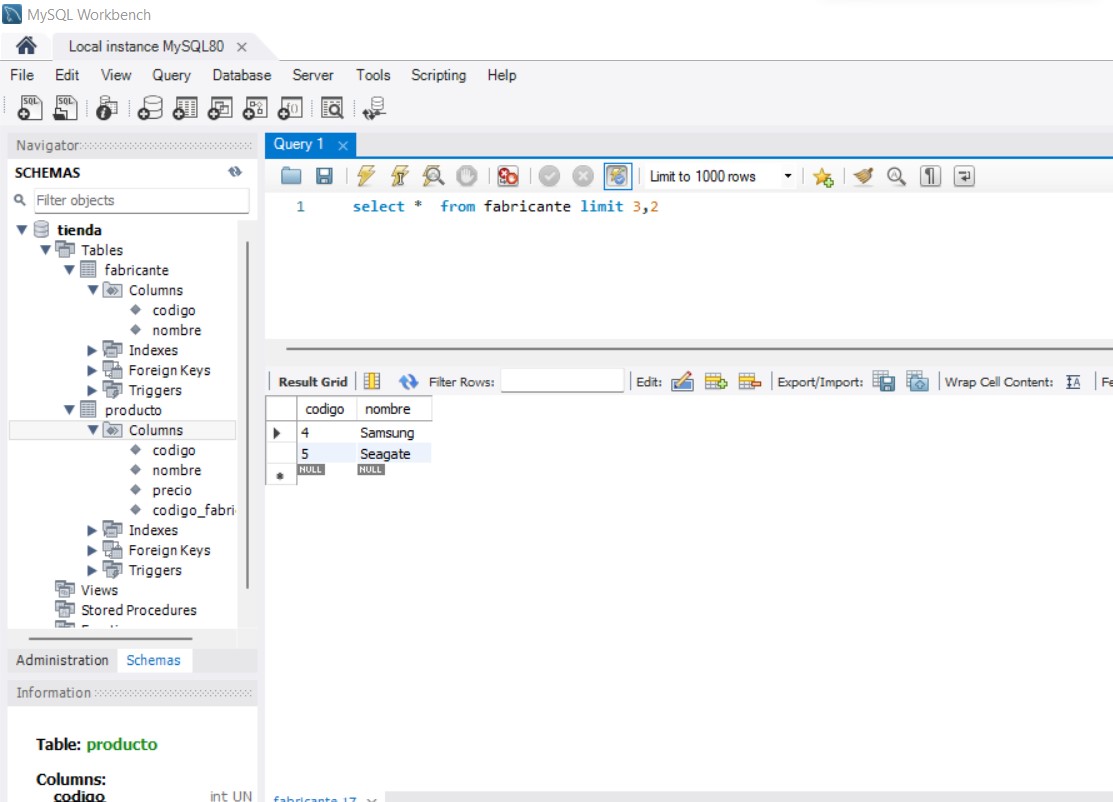 MySQL Workbench
Local instance MySQL80
File Edit View Query Database Server Tools Scripting Help
SQL SQL
Navigator
SCHEMAS
Filter objects
tienda
Tables
fabricante
Columns
codigo
nombre
Indexes
Foreign Keys
Triggers
producto
Columns
codigo
nombre
precio
codigo_fabri
Indexes
Foreign Keys
Triggers
Views
Stored Procedures
Administration Schemas
Information
Table: producto
Columns:
codigo int UN
Query 1
Limit to 1000 rows
1 select * from fabricante limit 3,2
Result Grid Filter Rows: Edit: Export/Import: Wrap Cell Content: Fe
codigo nombre
4 Samsung
5 Seagate
NULL NULL
fabricante 17